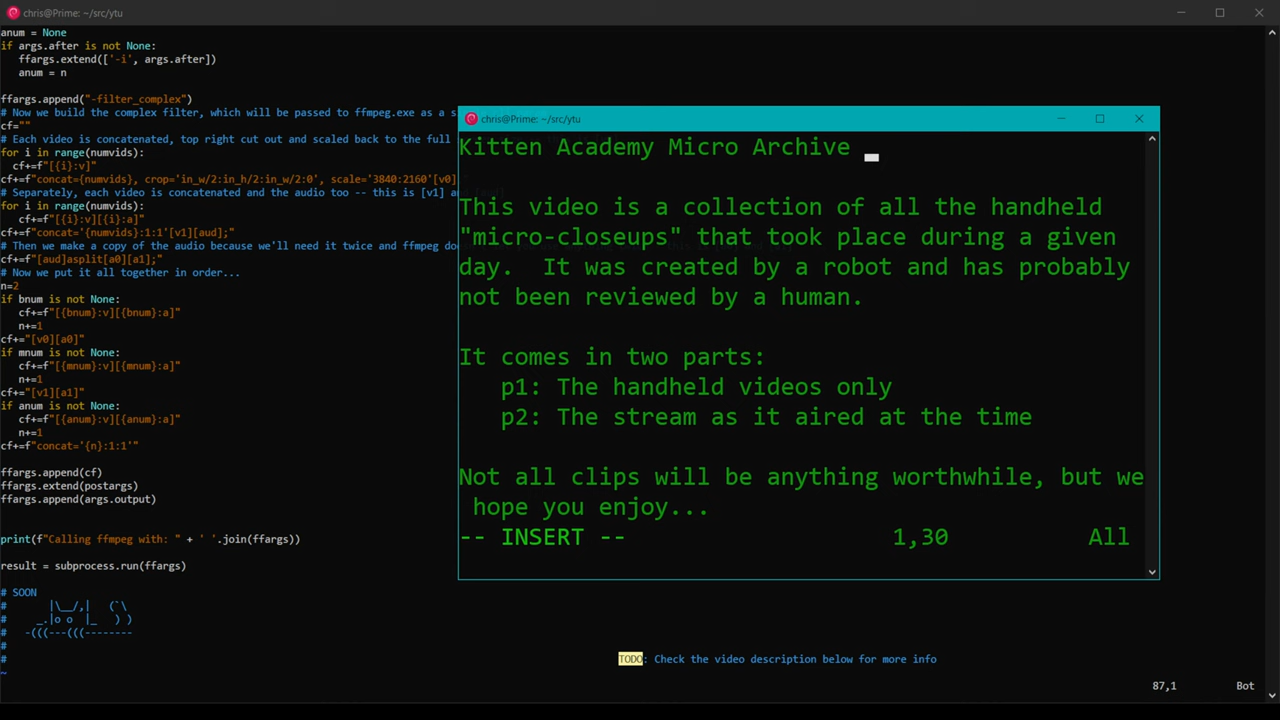 chris@Prime: ~/src/ytu
anum = None
if args.after is not None:
ffargs.extend(['-i', args.after])
anum = n
ffargs.append("-filter_complex")
# Now we build the complex filter, which will be passed to ffmpeg.exe as a s
cf=""
# Each video is concatenated, top right cut out and scaled back to the full
for i in range(numvids):
cf+=f"[{i}:v]"
cf+=f"concat={numvids}, crop='in_w/2:in_h/2:in_w/2:0', scale='3840:2160'[v0]
# Separately, each video is concatenated and the audio too -- this is [v1] a
for i in range(numvids):
cf+=f"[{i}:v][{i}:a]"
cf+=f"concat='{numvids}:1:1'[v1][aud];"
# Then we make a copy of the audio because we'll need it twice and ffmpeg do
cf+=f"[aud]asplit[a0][a1];"
# Now we put it all together in order...
n=2
if bnum is not None:
cf+=f"[{bnum}:v][{bnum}:a]"
n+=1
cf+="[v0][a0]"
if mnum is not None:
cf+=f"[{mnum}:v][{mnum}:a]"
n+=1
cf+="[v1][a1]"
if anum is not None:
cf+=f"[{anum}:v][{anum}:a]"
n+=1
cf+=f"concat='{n}:1:1'"
ffargs.append(cf)
ffargs.extend(postargs)
ffargs.append(args.output)
print(f"Calling ffmpeg with: " + ' '.join(ffargs))
result = subprocess.run(ffargs)
# SOON
#     |\__/,|   (`\
#   _.|o o  |_   ) )
# -(((---(((--------
#
#
~
chris@Prime: ~/src/ytu
Kitten Academy Micro Archive
This video is a collection of all the handheld
"micro-closeups" that took place during a given
day.  It was created by a robot and has probably
not been reviewed by a human.
It comes in two parts:
p1: The handheld videos only
p2: The stream as it aired at the time
Not all clips will be anything worthwhile, but we
hope you enjoy...
-- INSERT -- 1,30 All
TODO: Check the video description below for more info
87,1 Bot